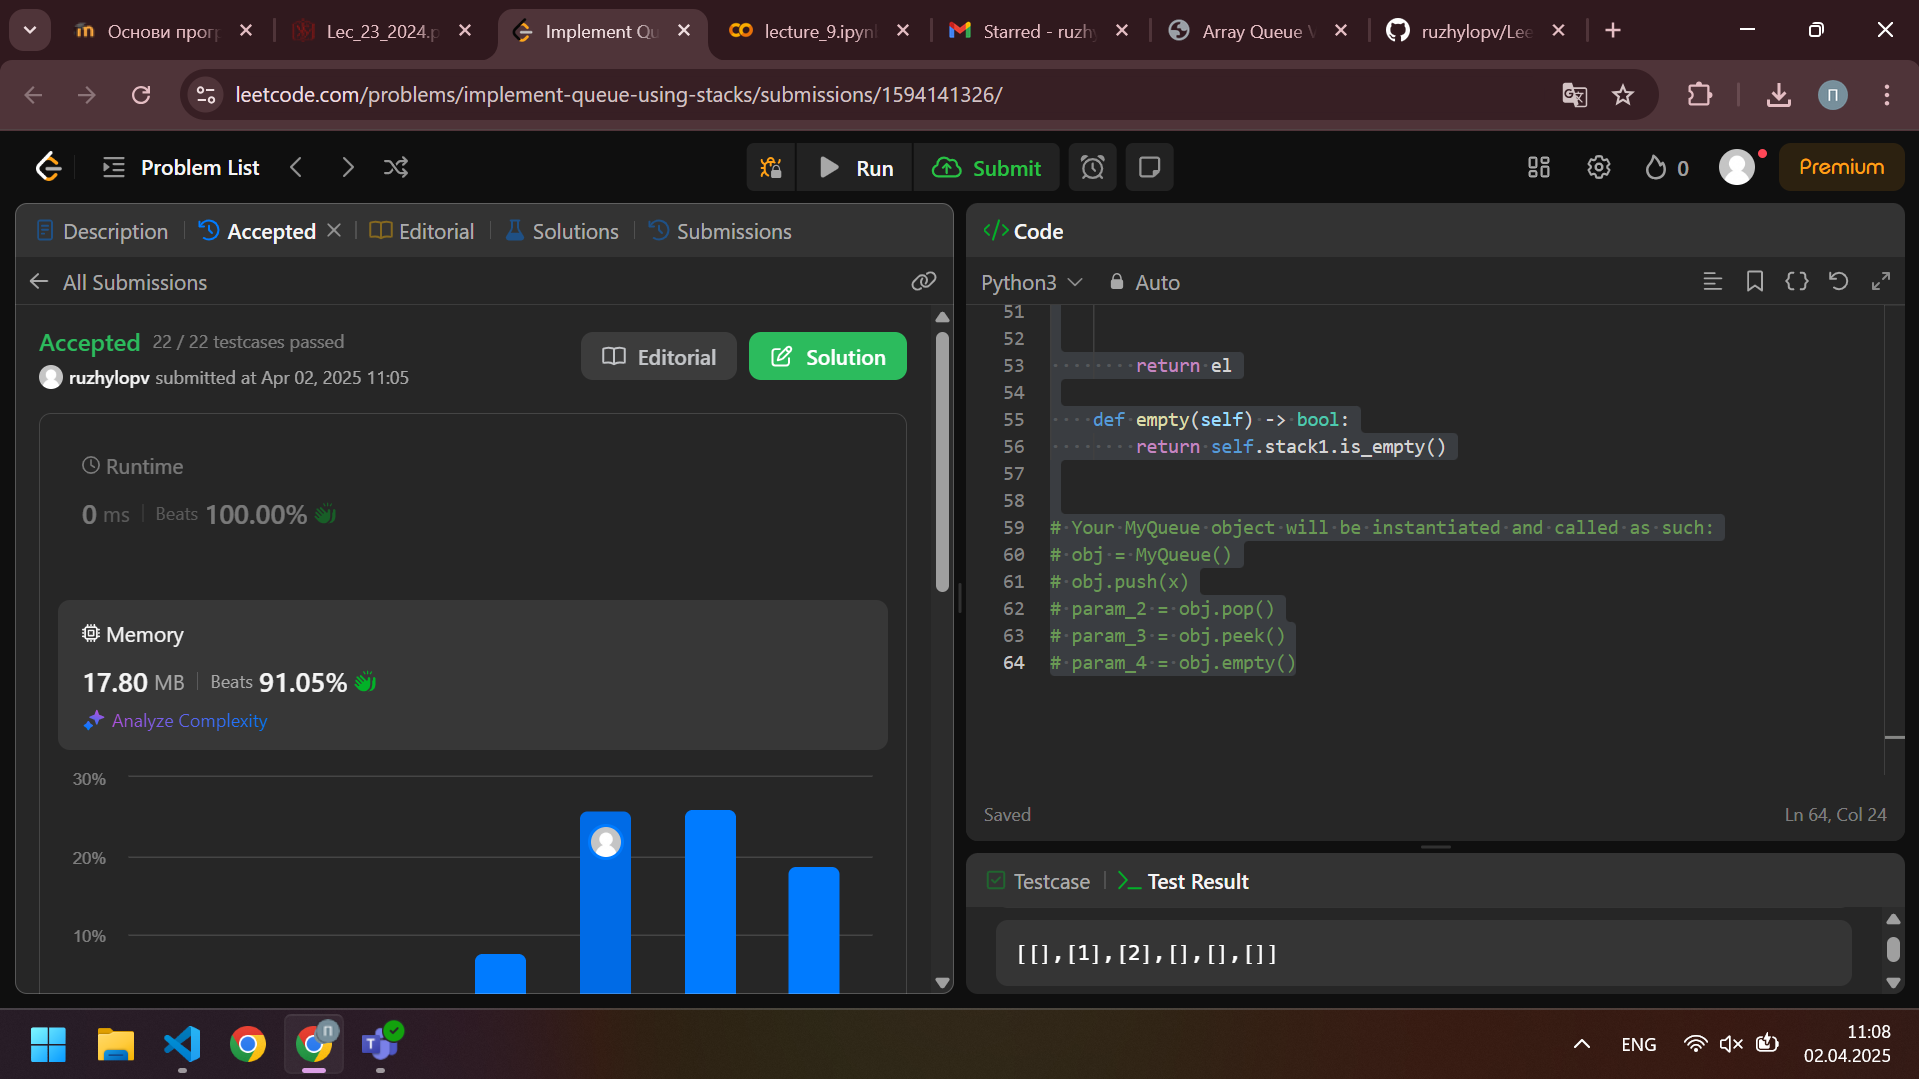 Основи прог
Lec_23_2024.p
Implement Qu
lecture_9.ipyn
Starred - ruzhy
Array Queue V
ruzhylopv/Lee
leetcode.com/problems/implement-queue-using-stacks/submissions/1594141326/
П
Problem List
Run
Submit
0
Premium
Description
Accepted
Editorial
Solutions
Submissions
All Submissions
Accepted 22 / 22 testcases passed
ruzhylopv submitted at Apr 02, 2025 11:05
Editorial
Solution
Runtime
0 ms Beats 100.00%
Memory
17.80 MB Beats 91.05%
Analyze Complexity
30%
20%
10%
</> Code
Python3
Auto
51
52
53 return el
54
55 def empty(self) -> bool:
56 return self.stack1.is_empty()
57
58
59 # Your MyQueue object will be instantiated and called as such:
60 # obj = MyQueue()
61 # obj.push(x)
62 # param_2 = obj.pop()
63 # param_3 = obj.peek()
64 # param_4 = obj.empty()
Saved
Ln 64, Col 24
Testcase
Test Result
[[],[1],[2],[],[],[]]
П
T
ENG
11:08
02.04.2025